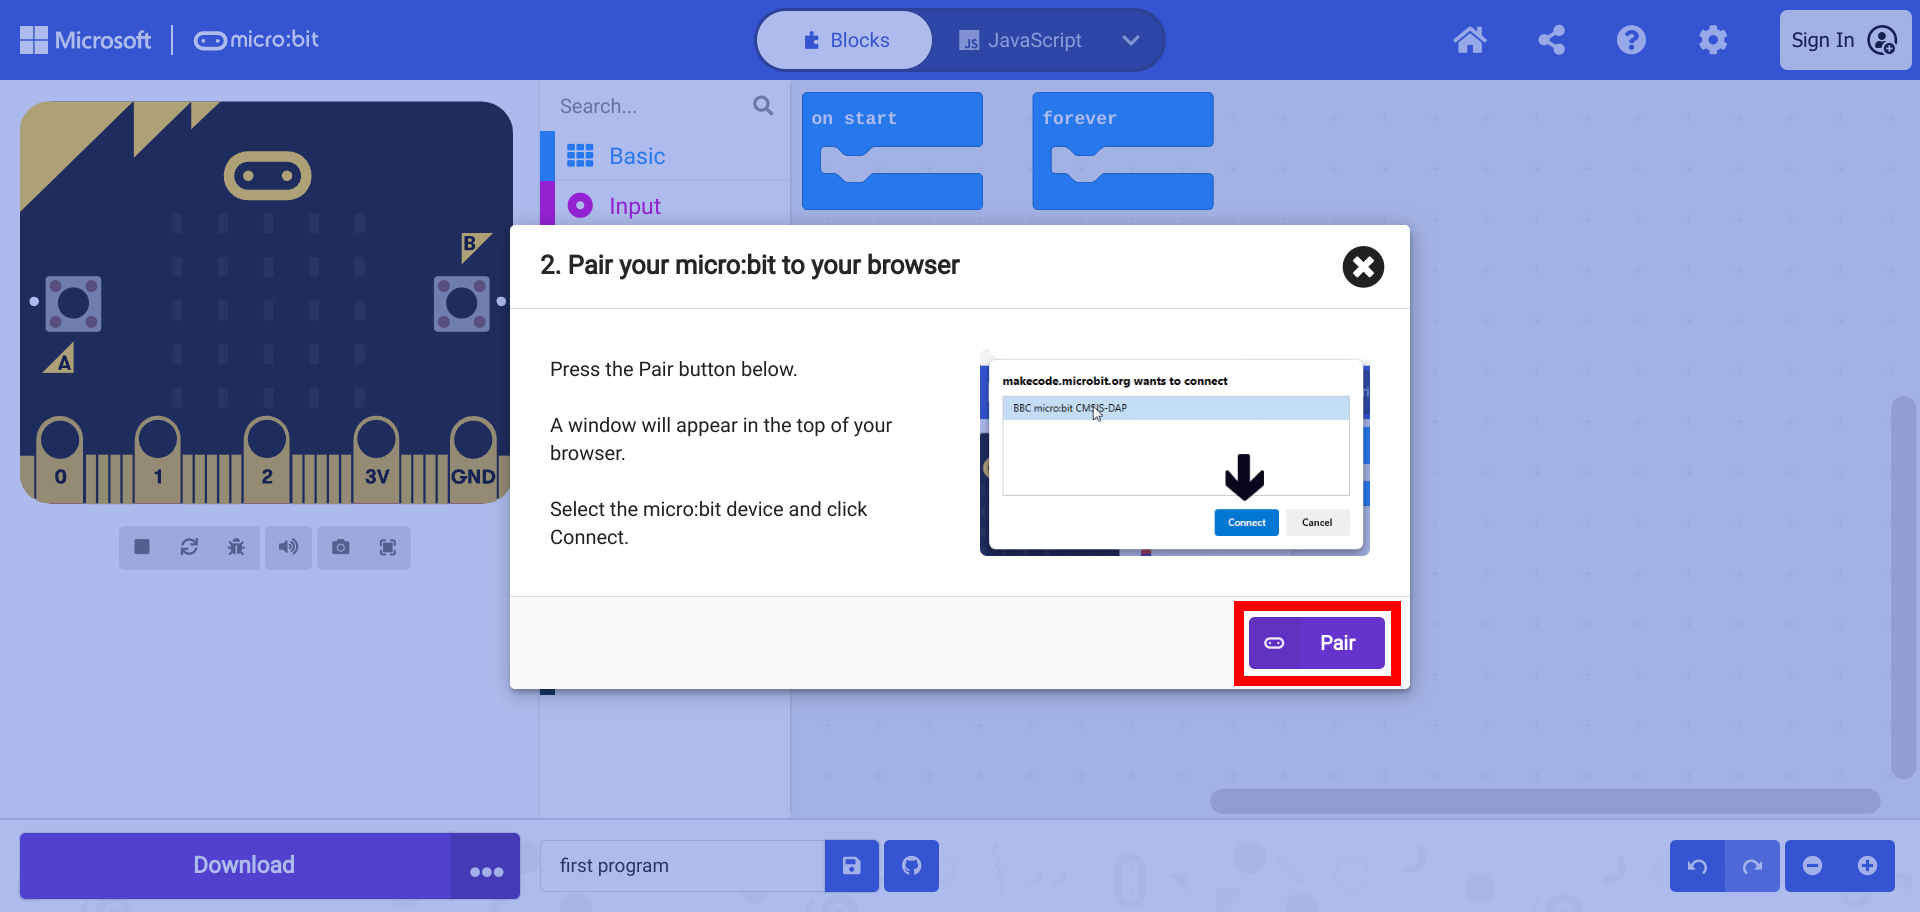 Microsoft
micro:bit
Blocks
JS
JavaScript
Sign In
Search...
on start
forever
Basic
Input
B
A
0
1
2
3V
GND
2. Pair your micro:bit to your browser
Press the Pair button below.
A window will appear in the top of your
browser.
Select the micro:bit device and click
Connect.
makecode.microbit.org wants to connect
BBC micro:bit CMSIS-DAP
Connect
Cancel
Pair
Download
first program